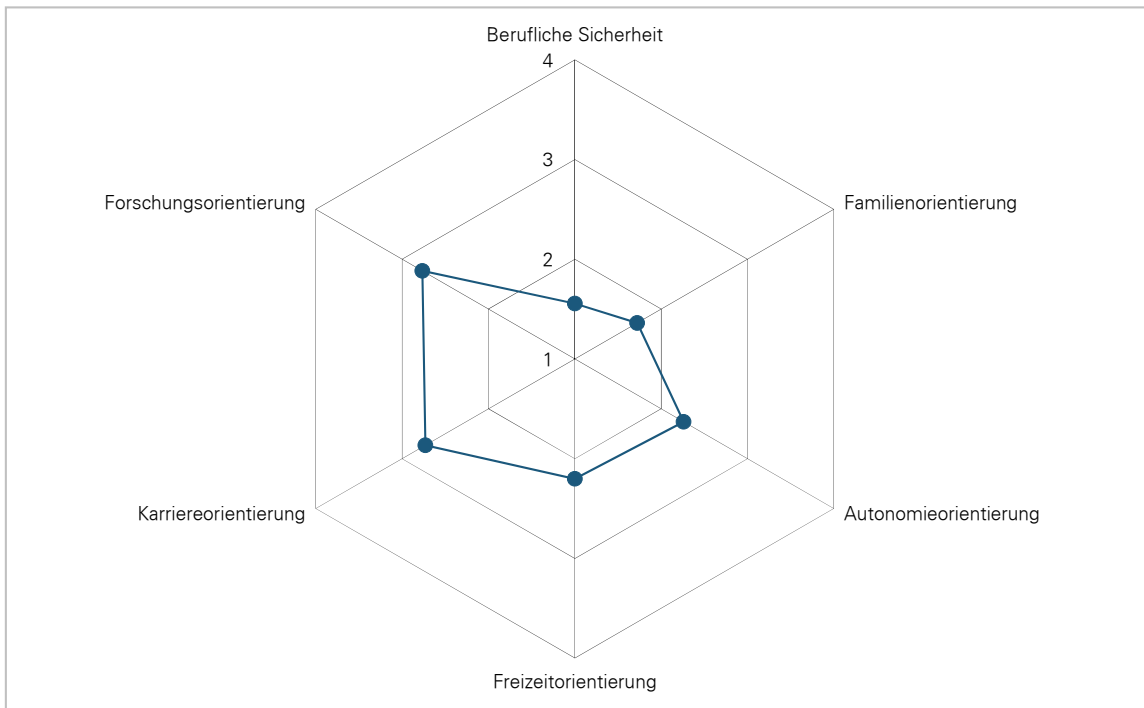 Berufliche Sicherheit
4
3
Forschungsorientierung
Familienorientierung
2
1
Karriereorientierung
Autonomieorientierung
Freizeitorientierung